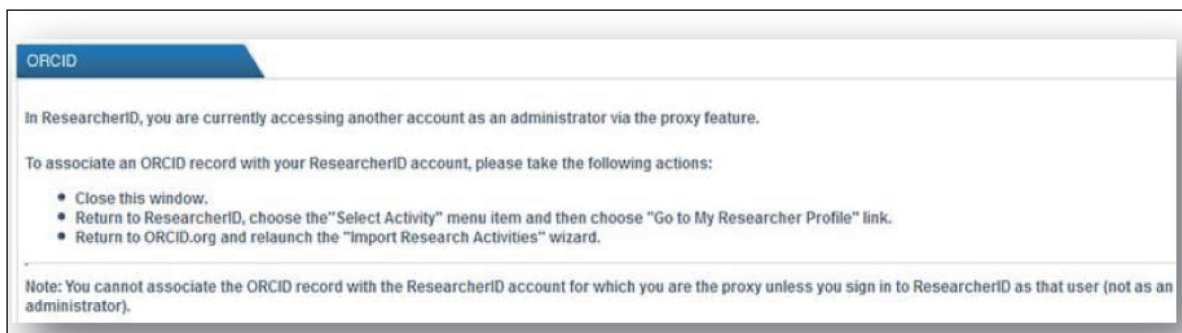 ORCID
In ResearcherID, you are currently accessing another account as an administrator via the proxy feature.
To associate an ORCID record with your ResearcherID account, please take the following actions:
• Close this window.
• Return to ResearcherID, choose the"Select Activity" menu item and then choose "Go to My Researcher Profile" link.
• Return to ORCID.org and relaunch the "Import Research Activities" wizard.
Note: You cannot associate the ORCID record with the ResearcherID account for which you are the proxy unless you sign in to ResearcherID as that user (not as an
administrator).